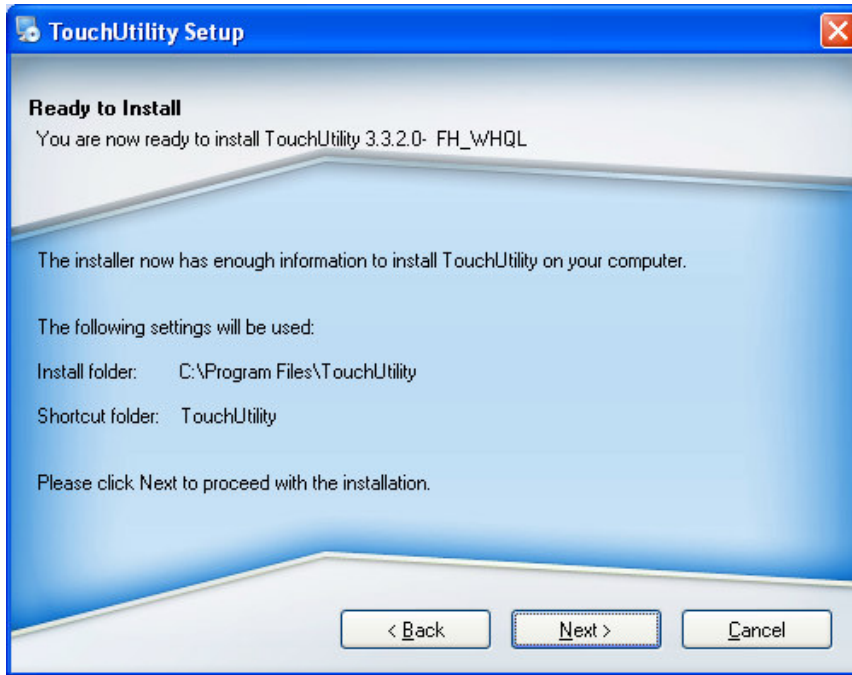 TouchUtility Setup
Ready to Install
You are now ready to install TouchUtility 3.3.2.0- FH_WHQL
The installer now has enough information to install TouchUtility on your computer.
The following settings will be used:
Install folder: C:\Program Files\TouchUtility
Shortcut folder: TouchUtility
Please click Next to proceed with the installation.
< Back Next > Cancel